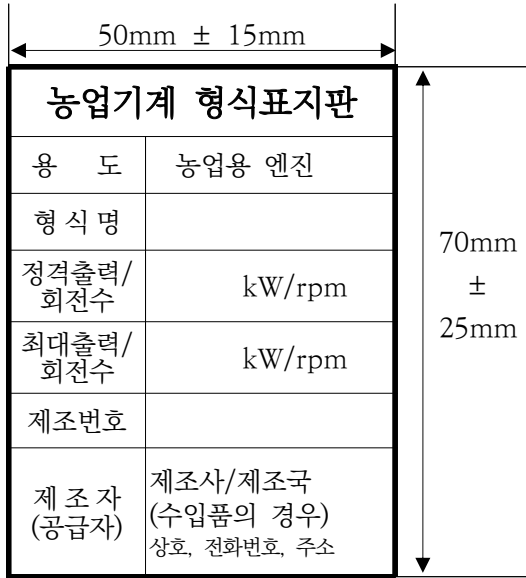 50mm ± 15mm
농업기계 형식표지판
용 도 농업용 엔진
형 식 명
정격출력/
회전수 kW/rpm
최대출력/
회전수 kW/rpm
제조번호
제 조 자
(공급자)
제조사/제조국
(수입품의 경우)
상호, 전화번호, 주소
70mm
±
25mm